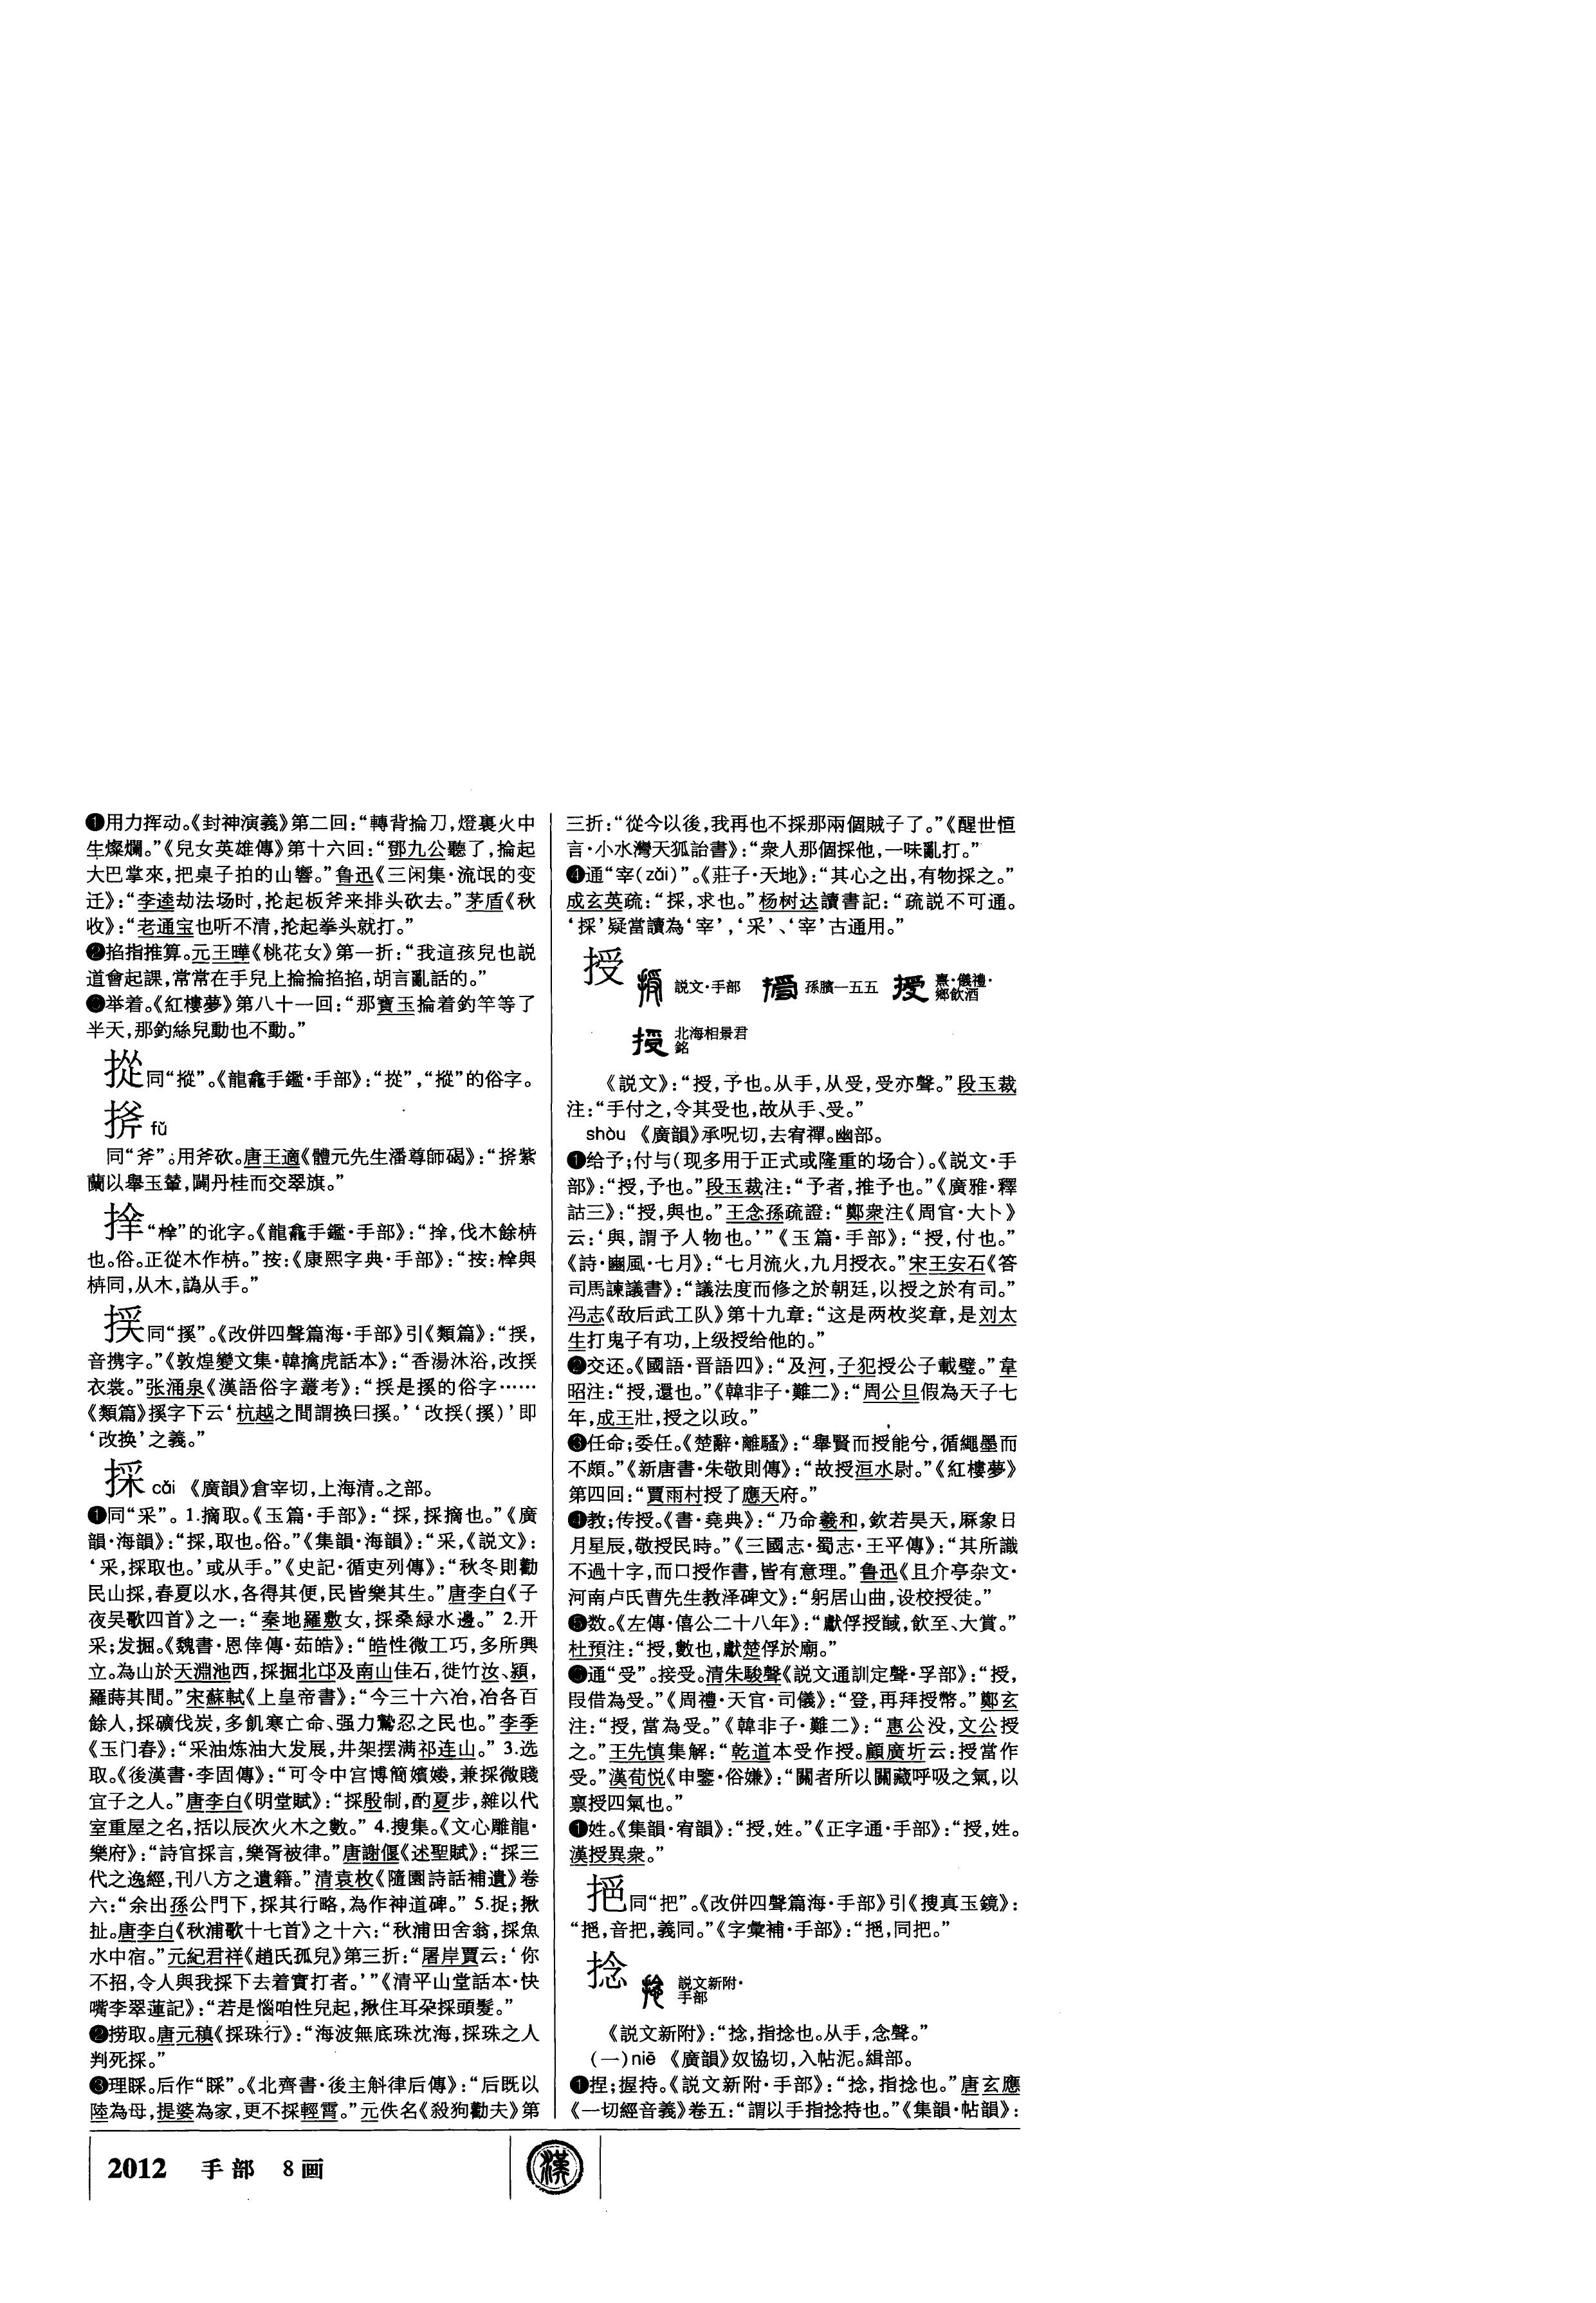 ❶用力挥动。《封神演義》第二回：“轉背掄刀，燈裏火中
生燦爛。”《兒女英雄傳》第十六回：“鄧九公聽了，掄起
大巴掌來，把桌子拍的山響。”鲁迅《三闲集·流氓的变
迁》：“李逵劫法场时，抡起板斧来排头砍去。”茅盾《秋
收》：“老通宝也听不清，抡起拳头就打。”
❷掐指推算。元王曄《桃花女》第一折：“我這孩兒也説
道會起課，常常在手兒上掄掄掐掐，胡言亂話的。”
❸举着。《紅樓夢》第八十一回：“那寶玉掄着釣竿等了
半天，那釣絲兒動也不動。”
㧐同“摐”。《龍龕手鑑·手部》：“㧐”，“摐”的俗字。
㧊 fǔ
同“斧”。用斧砍。唐王適《體元先生潘尊師碣》：“㧊紫
蘭以舉玉輦，闢丹桂而交翠旗。”
“㭕”的讹字。《龍龕手鑑·手部》：“，伐木餘栟
也。俗。正從木作栟。”按：《康熙字典·手部》：“按：㭕與
栟同，从木，譌从手。”
同“㨙”。《改併四聲篇海·手部》引《類篇》：“，
音携字。”《敦煌變文集·韓擒虎話本》：“香湯沐浴，改
衣裳。”张涌泉《漢語俗字叢考》：“是㨙的俗字……
《類篇》㨙字下云‘杭越之間謂换曰㨙。’‘改（㨙）’即
‘改换’之義。”
採 cǎi 《廣韻》倉宰切，上海清。之部。
❶同“采”。1.摘取。《玉篇·手部》：“採，採摘也。”《廣
韻·海韻》：“採，取也。俗。”《集韻·海韻》：“采，《説文》：
‘采，採取也。’或从手。”《史記·循吏列傳》：“秋冬則勸
民山採，春夏以水，各得其便，民皆樂其生。”唐李白《子
夜吴歌四首》之一：“秦地羅敷女，採桑緑水邊。”2.开
采；发掘。《魏書·恩倖傳·茹皓》：“皓性微工巧，多所興
立。為山於天淵池西，採掘北邙及南山佳石，徙竹汝、潁，
羅蒔其間。”宋蘇軾《上皇帝書》：“今三十六冶，冶各百
餘人，採礦伐炭，多飢寒亡命、强力鷙忍之民也。”李季
《玉门春》：“采油炼油大发展，井架摆满祁连山。”3.选
取。《後漢書·李固傳》：“可令中宫博簡嬪媵，兼採微賤
宜子之人。”唐李白《明堂賦》：“採殷制，酌夏步，雜以代
室重屋之名，括以辰次火木之數。”4.搜集。《文心雕龍·
樂府》：“詩官採言，樂胥被律。”唐謝偃《述聖賦》：“採三
代之逸經，刊八方之遺籍。”清袁枚《隨園詩話補遺》卷
六：“余出孫公門下，採其行略，為作神道碑。”5.捉；揪
扯。唐李白《秋浦歌十七首》之十六：“秋浦田舍翁，採魚
水中宿。”元紀君祥《趙氏孤兒》第三折：“屠岸賈云：‘你
不招，令人與我採下去着實打者。’”《清平山堂話本·快
嘴李翠蓮記》：“若是惱咱性兒起，揪住耳朵採頭髮。”
❷捞取。唐元稹《採珠行》：“海波無底珠沈海，採珠之人
判死採。”
❸理睬。后作“睬”。《北齊書·後主斛律后傳》：“后既以
陸為母，提婆為家，更不採輕霄。”元佚名《殺狗勸夫》第
三折：“從今以後，我再也不採那兩個賊子了。”《醒世恒
言·小水灣天狐詒書》：“衆人那個採他，一味亂打。”
❹通“宰（zǎi）”。《莊子·天地》：“其心之出，有物採之。”
成玄英疏：“採，求也。”杨树达讀書記：“疏説不可通。
‘採’疑當讀為‘宰’，‘采’、‘宰’古通用。”
授 説文·手部 孫臏一五五 熹·儀禮·鄉飲酒
北海相景君銘
《説文》：“授，予也。从手，从受，受亦聲。”段玉裁
注：“手付之，令其受也，故从手、受。”
shòu 《廣韻》承呪切，去宥禪。幽部。
❶给予；付与（现多用于正式或隆重的场合）。《説文·手
部》：“授，予也。”段玉裁注：“予者，推予也。”《廣雅·釋
詁三》：“授，與也。”王念孫疏證：“鄭衆注《周官·大卜》
云：‘與，謂予人物也。’”《玉篇·手部》：“授，付也。”
《詩·豳風·七月》：“七月流火，九月授衣。”宋王安石《答
司馬諫議書》：“議法度而修之於朝廷，以授之於有司。”
冯志《敌后武工队》第十九章：“这是两枚奖章，是刘太
生打鬼子有功，上级授给他的。”
❷交还。《國語·晋語四》：“及河，子犯授公子載璧。”韋
昭注：“授，還也。”《韓非子·難二》：“周公旦假為天子七
年，成王壯，授之以政。”
❸任命；委任。《楚辭·離騷》：“舉賢而授能兮，循繩墨而
不頗。”《新唐書·朱敬則傳》：“故授洹水尉。”《紅樓夢》
第四回：“賈雨村授了應天府。”
❹教；传授。《書·堯典》：“乃命羲和，欽若昊天，厤象日
月星辰，敬授民時。”《三國志·蜀志·王平傳》：“其所識
不過十字，而口授作書，皆有意理。”鲁迅《且介亭杂文·
河南卢氏曹先生教泽碑文》：“躬居山曲，设校授徒。”
❺数。《左傳·僖公二十八年》：“獻俘授馘，飲至、大賞。”
杜預注：“授，數也，獻楚俘於廟。”
❻通“受”。接受。清朱駿聲《説文通訓定聲·孚部》：“授，
叚借為受。”《周禮·天官·司儀》：“登，再拜授幣。”鄭玄
注：“授，當為受。”《韓非子·難二》：“惠公没，文公授
之。”王先慎集解：“乾道本受作授。顧廣圻云：授當作
受。”漢荀悦《申鑒·俗嫌》：“關者所以關藏呼吸之氣，以
禀授四氣也。”
❶姓。《集韻·宥韻》：“授，姓。”《正字通·手部》：“授，姓。
漢授異衆。”
同“把”。《改併四聲篇海·手部》引《搜真玉鏡》：
“，音把，義同。”《字彙補·手部》：“，同把。”
捻 説文新附·手部
《説文新附》：“捻，指捻也。从手，念聲。”
（一）niē 《廣韻》奴協切，入帖泥。緝部。
❶捏；握持。《説文新附·手部》：“捻，指捻也。”唐玄應
《一切經音義》卷五：“謂以手指捻持也。”《集韻·帖韻》：
2012 手部 8画
漢